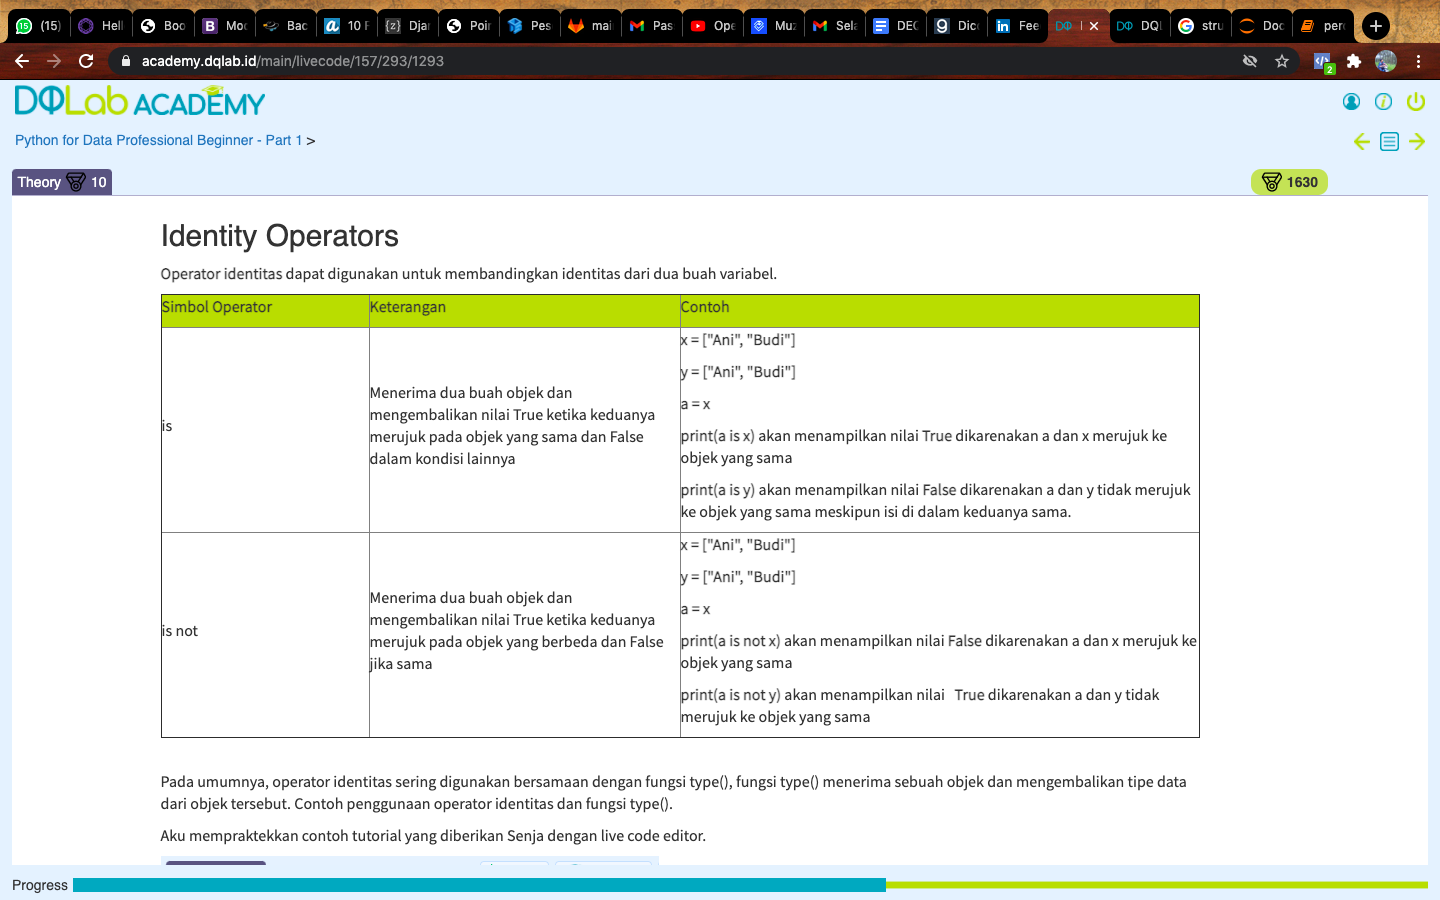 (15) Hell Boo B Moc Bac a 10 F {z} Djan Poin Pes mai Pas Ope Muz Sela DEC g Dico in Fee DQ DQL G stru Doc per +
academy.dqlab.id/main/livecode/157/293/1293
2
DQLab ACADEMY
Python for Data Professional Beginner - Part 1 >
Theory 10
1630
Identity Operators
Operator identitas dapat digunakan untuk membandingkan identitas dari dua buah variabel.
Simbol Operator Keterangan Contoh
is
Menerima dua buah objek dan
mengembalikan nilai True ketika keduanya
merujuk pada objek yang sama dan False
dalam kondisi lainnya
x = ["Ani", "Budi"]
y = ["Ani", "Budi"]
a = x
print(a is x) akan menampilkan nilai True dikarenakan a dan x merujuk ke
objek yang sama
print(a is y) akan menampilkan nilai False dikarenakan a dan y tidak merujuk
ke objek yang sama meskipun isi di dalam keduanya sama.
is not
Menerima dua buah objek dan
mengembalikan nilai True ketika keduanya
merujuk pada objek yang berbeda dan False
jika sama
x = ["Ani", "Budi"]
y = ["Ani", "Budi"]
a = x
print(a is not x) akan menampilkan nilai False dikarenakan a dan x merujuk ke
objek yang sama
print(a is not y) akan menampilkan nilai True dikarenakan a dan y tidak
merujuk ke objek yang sama
Pada umumnya, operator identitas sering digunakan bersamaan dengan fungsi type(), fungsi type() menerima sebuah objek dan mengembalikan tipe data
dari objek tersebut. Contoh penggunaan operator identitas dan fungsi type().
Aku mempraktekkan contoh tutorial yang diberikan Senja dengan live code editor.
Progress